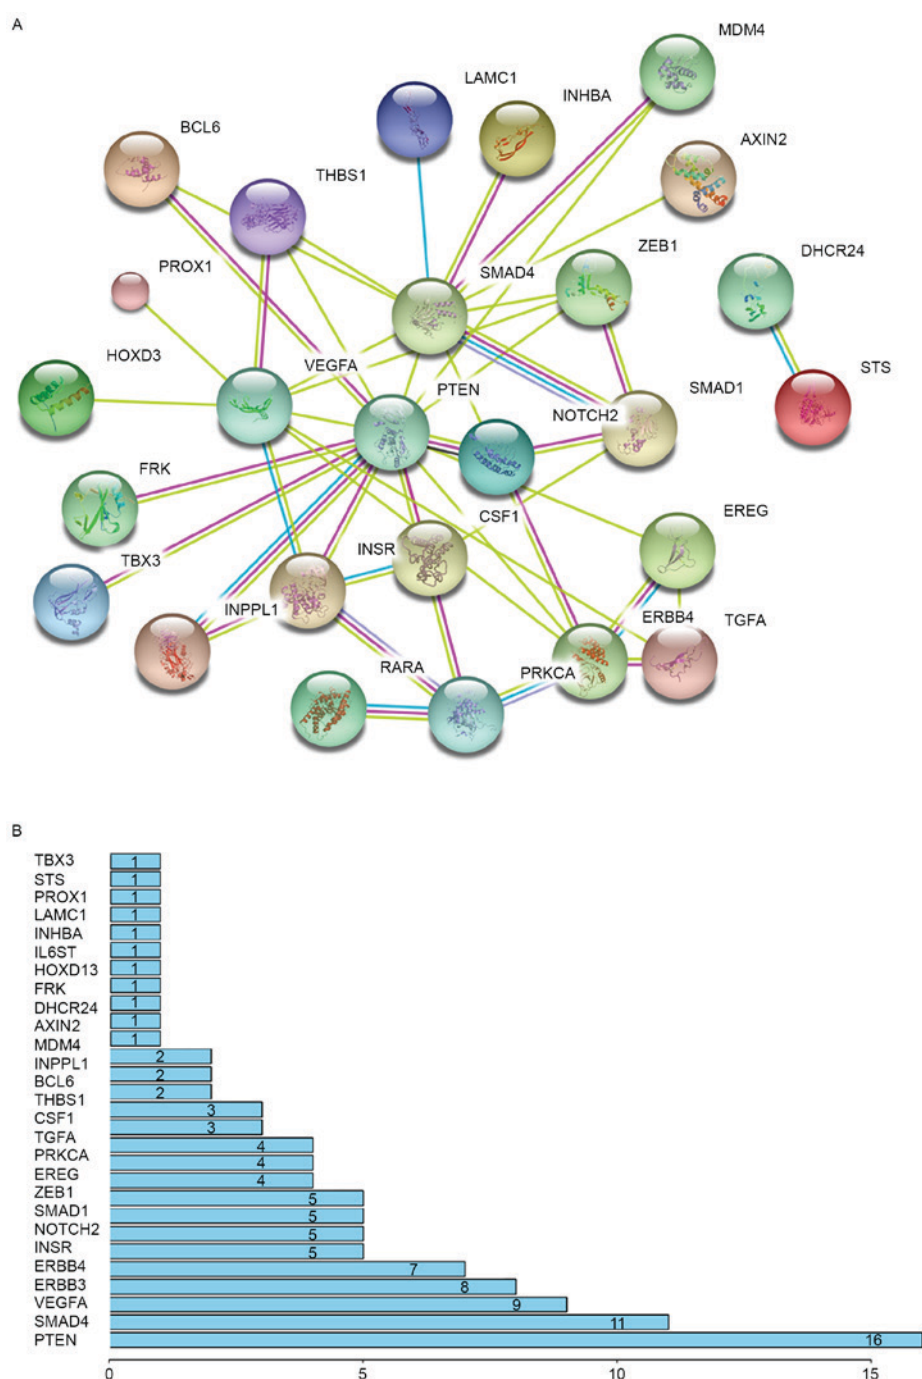 A
MDM4
LAMC1
INHBA
BCL6
AXIN2
THBS1
ZEB1
DHCR24
PROX1
SMAD4
HOXD3
VEGFA
PTEN
SMAD1
STS
NOTCH2
FRK
CSF1
EREG
TBX3
INSR
INPPL1
ERBB4
TGFA
RARA
PRKCA
B
TBX3 1
STS 1
PROX1 1
LAMC1 1
INHBA 1
IL6ST 1
HOXD13 1
FRK 1
DHCR24 1
AXIN2 1
MDM4 1
INPPL1 2
BCL6 2
THBS1 2
CSF1 3
TGFA 3
PRKCA 4
EREG 4
ZEB1 4
SMAD1 5
NOTCH2 5
INSR 5
5
ERBB4 7
ERBB3 8
VEGFA 9
SMAD4 11
PTEN 16
0 5 10 15